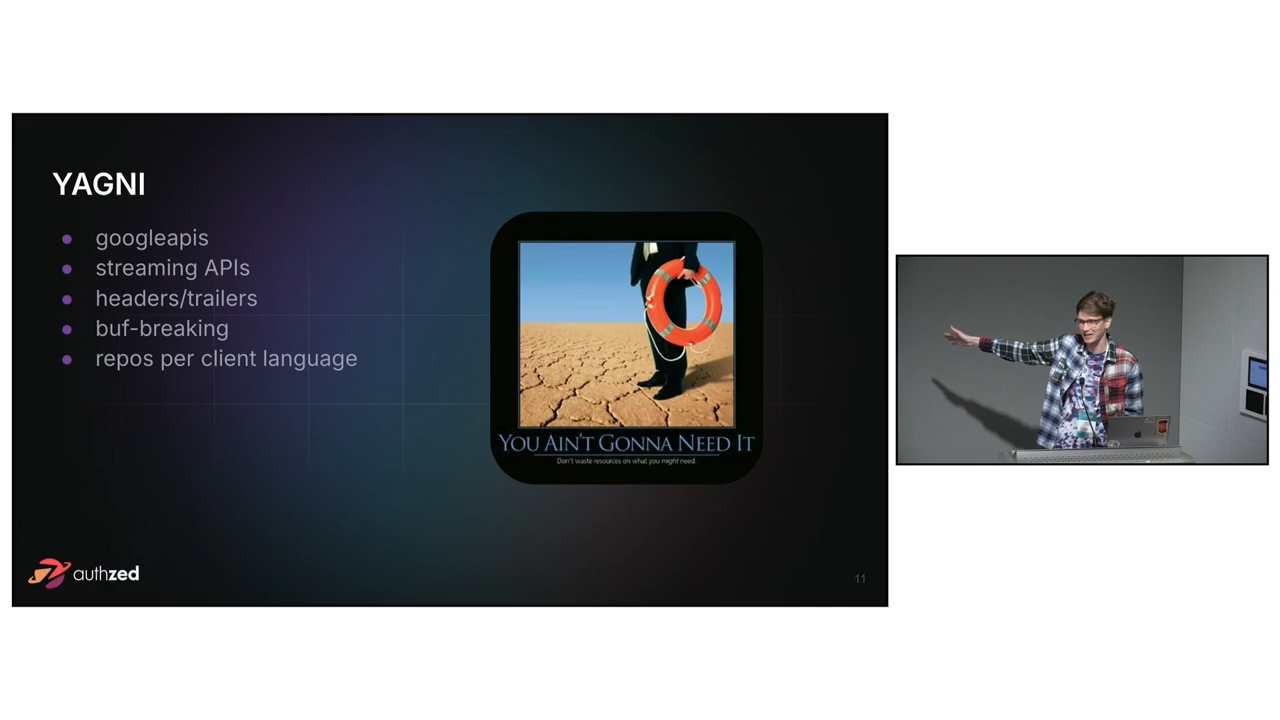 YAGNI
googleapis
streaming APIs
headers/trailers
buf-breaking
repos per client language
YOU AIN'T GONNA NEED IT
Don't waste resources on what you might need.
authzed
11